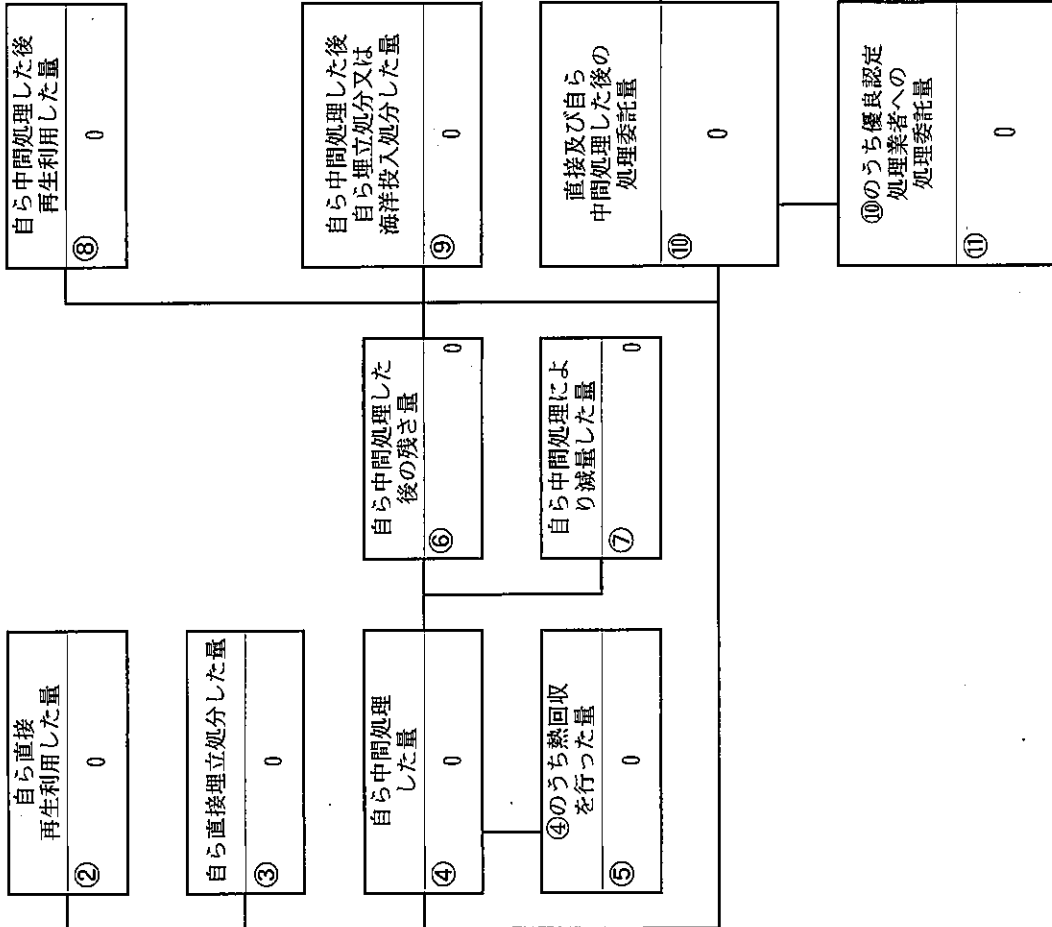 自ら直接
再生利用した量
②
0
自ら直接埋立処分した量
③
0
自ら中間処理
した量
④
0
④のうち熱回収
を行った量
⑤
0
自ら中間処理した
後の残さ量
⑥
0
自ら中間処理によ
り減量した量
⑦
0
自ら中間処理した後
再生利用した量
⑧
0
自ら中間処理した後
自ら埋立処分又は
海洋投入処分した量
⑨
0
直接及び自ら
中間処理した後の
処理委託量
⑩
0
⑩のうち優良認定
処理業者への
処理委託量
⑪
0